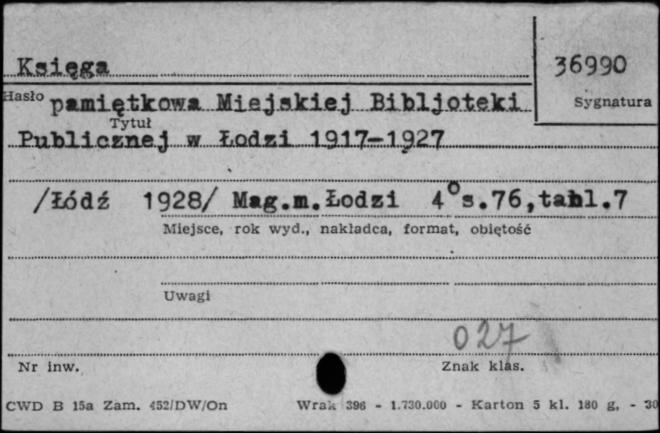 Księga
36990
Hasło pamiętkowa Miejskiej Bibljoteki
Sygnatura
Tytuł
Publicznej w Łodzi 1917-1927
/Łódź 1928/ Mag.m.Łodzi 4° s.76,tabl.7
Miejsce, rok wyd., nakładca, format, objętość
Uwagi
027
Nr inw.
Znak klas.
CWD B 15a Zam. 452/DW/On Wrak 396 - 1.730.000 - Karton 5 kl. 180 g, - 30